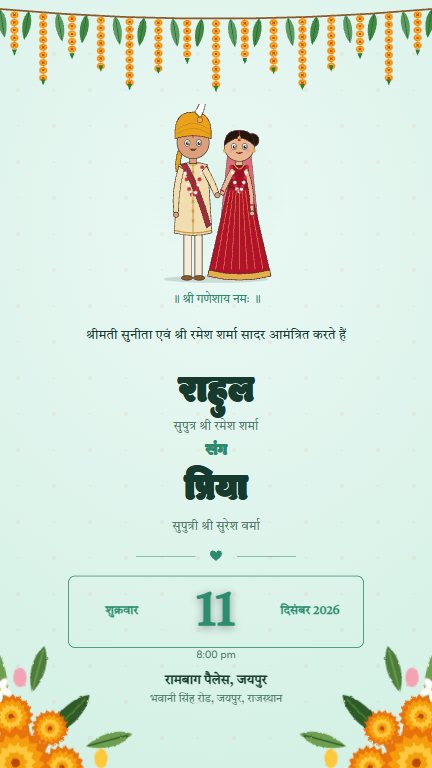 ॥ श्री गणेशाय नमः ॥
श्रीमती सुनीता एवं श्री रमेश शर्मा सादर आमंत्रित करते हैं
राहुल
सुपुत्र श्री रमेश शर्मा
संग
प्रिया
सुपुत्री श्री सुरेश वर्मा
शुक्रवार 11 दिसंबर 2026
8:00 pm
रामबाग पैलेस, जयपुर
भवानी सिंह रोड, जयपुर, राजस्थान